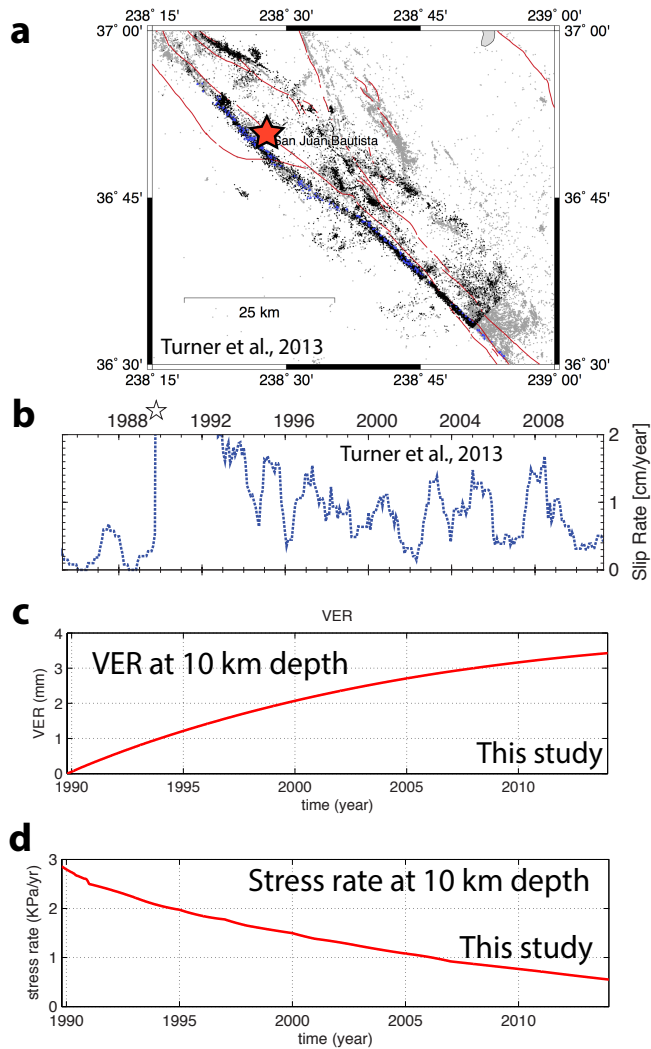 a
238˚ 15' 238˚ 30' 238˚ 45' 239˚ 00'
37˚ 00' 37˚ 00'
San Juan Bautista
36˚ 45' 36˚ 45'
25 km
Turner et al., 2013
36˚ 30' 36˚ 30'
238˚ 15' 238˚ 30' 238˚ 45' 239˚ 00'
b
1988 1992 1996 2000 2004 2008
Turner et al., 2013
2
1
0
Slip Rate [cm/year]
c
VER
VER at 10 km depth
This study
4
3
2
1
0
VER (mm)
1990 1995 2000 2005 2010
time (year)
d
Stress rate at 10 km depth
This study
3
2
1
0
stress rate (KPa/yr)
1990 1995 2000 2005 2010
time (year)